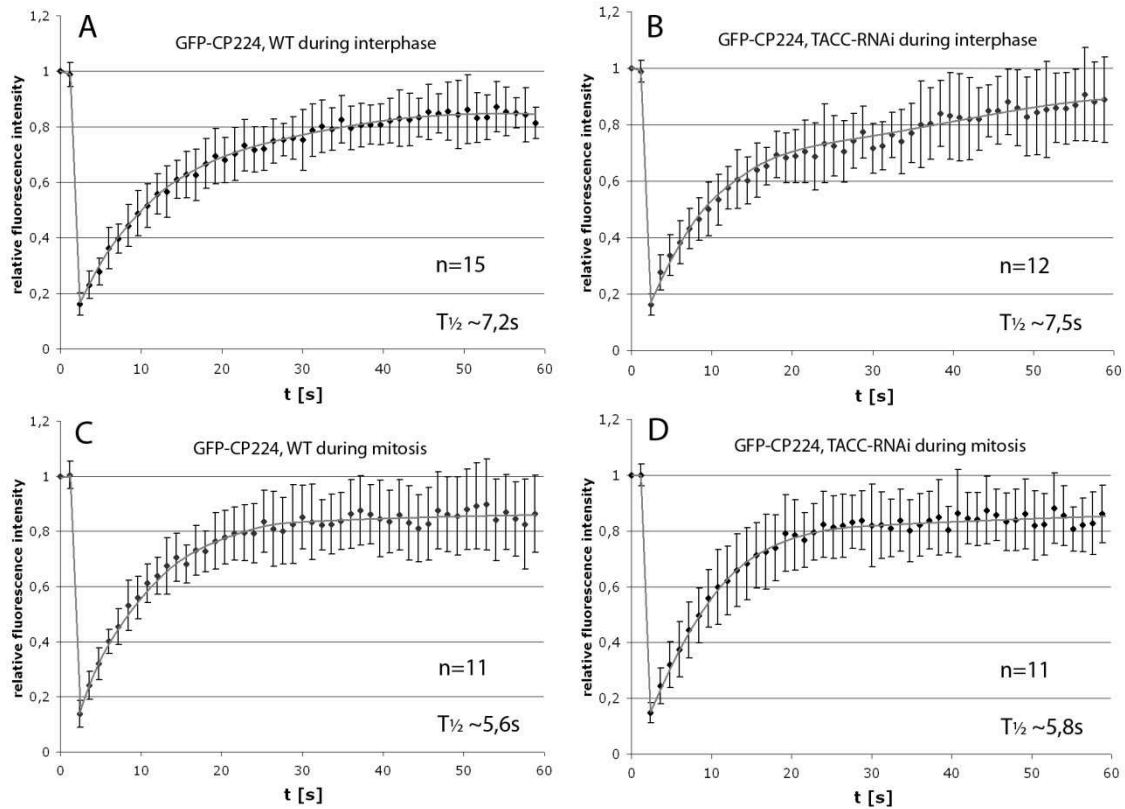 A
GFP-CP224, WT during interphase
relative fluorescence intensity
1,2
1
0,8
0,6
0,4
0,2
0
n=15
T½ ~7,2s
0 10 20 30 40 50 60
t [s]
B
GFP-CP224, TACC-RNAi during interphase
relative fluorescence intensity
1,2
1
0,8
0,6
0,4
0,2
0
n=12
T½ ~7,5s
0 10 20 30 40 50 60
t [s]
C
GFP-CP224, WT during mitosis
relative fluorescence intensity
1,2
1
0,8
0,6
0,4
0,2
0
n=11
T½ ~5,6s
0 10 20 30 40 50 60
t [s]
D
GFP-CP224, TACC-RNAi during mitosis
relative fluorescence intensity
1,2
1
0,8
0,6
0,4
0,2
0
n=11
T½ ~5,8s
0 10 20 30 40 50 60
t [s]